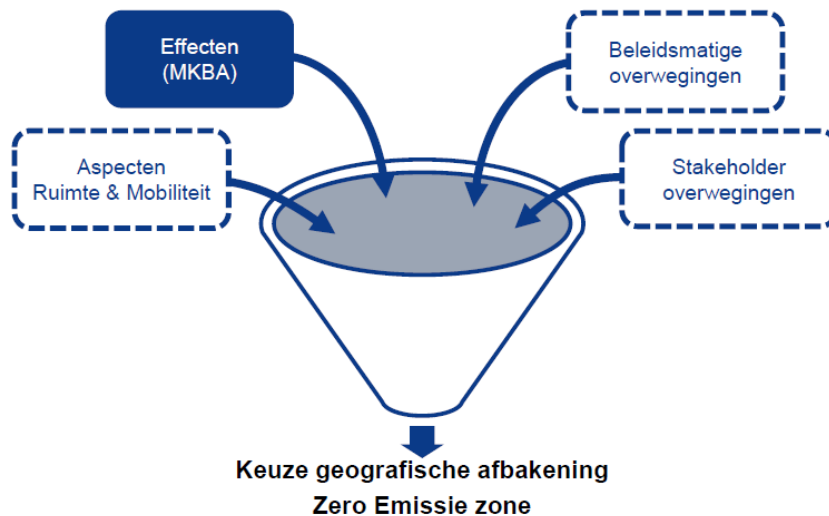 Effecten
(MKBA)
Beleidsmatige
overwegingen
Aspecten
Ruimte & Mobiliteit
Stakeholder
overwegingen
Keuze geografische afbakening
Zero Emissie zone